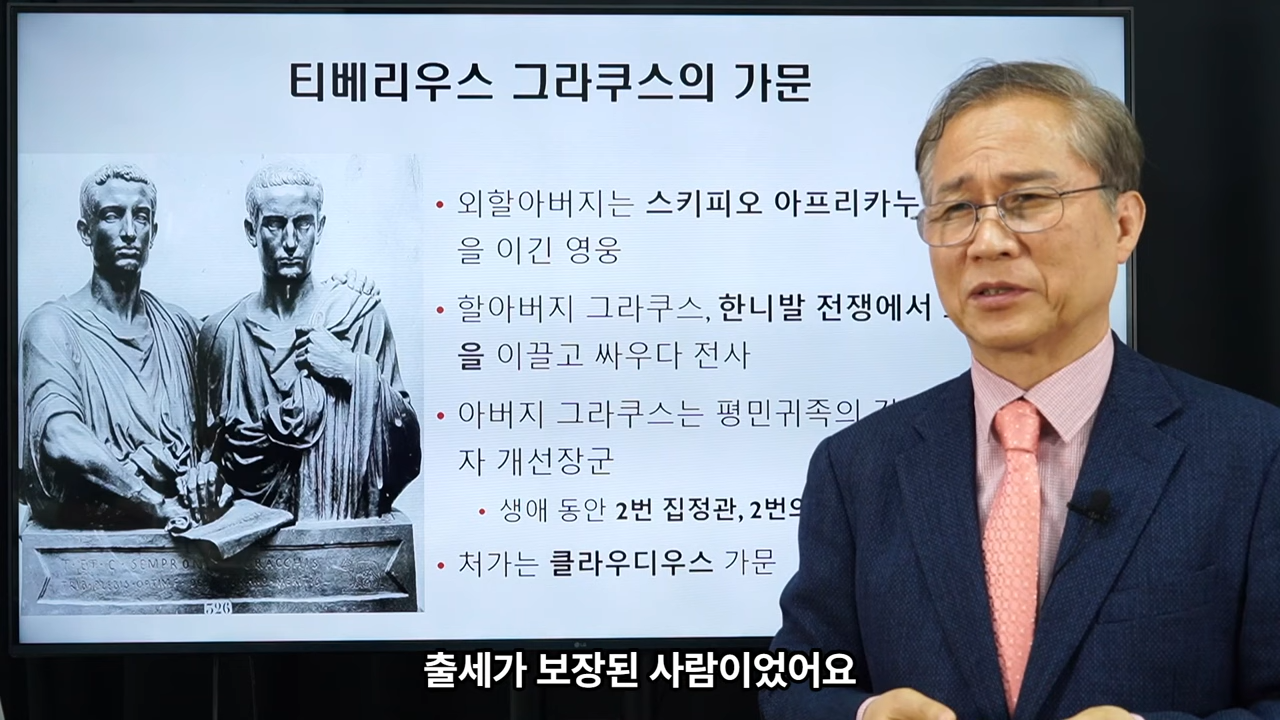 티베리우스 그라쿠스의 가문
• 외할아버지는 스키피오 아프리카누
을 이긴 영웅
• 할아버지 그라쿠스, 한니발 전쟁에서
을 이끌고 싸우다 전사
• 아버지 그라쿠스는 평민귀족의
자 개선장군
• 생애 동안 2번 집정관, 2번의
• 처가는 클라우디우스 가문
SEMPRON
326
출세가 보장된 사람이었어요